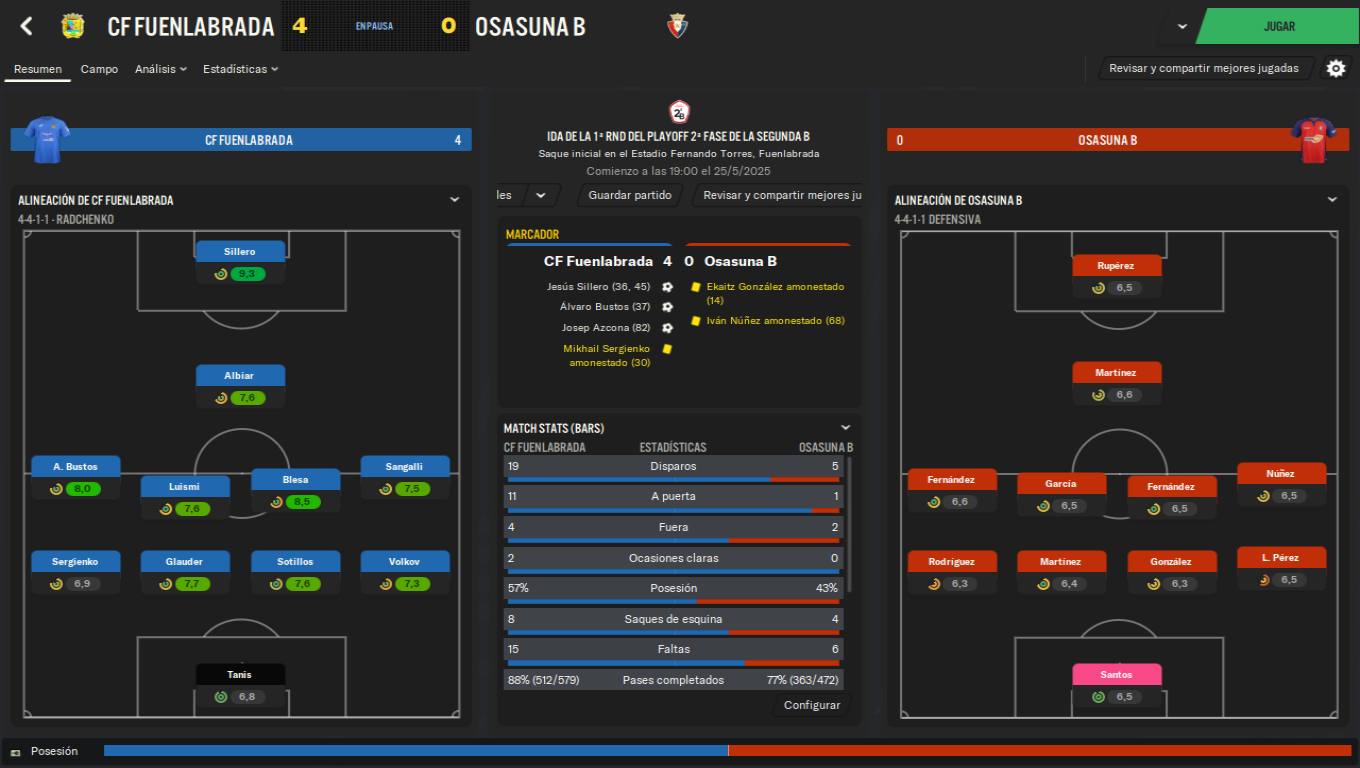 CF FUENLABRADA
4
EN PAUSA
0
OSASUNA B
JUGAR
Resumen
Campo
Análisis
Estadísticas
Revisar y compartir mejores jugadas
CF FUENLABRADA
4
ALINEACIÓN DE CF FUENLABRADA
4-4-1-1 - RADCHENKO
Sillero
9,3
Albiar
7,6
A. Bustos
8,0
Luismi
7,6
Blesa
8,5
Sangalli
7,5
Sergienko
6,9
Glauder
7,7
Sotillos
7,6
Volkov
7,3
Tanis
6,8
2ªB
IDA DE LA 1ª RND DEL PLAYOFF 2ª FASE DE LA SEGUNDA B
Saque inicial en el Estadio Fernando Torres, Fuenlabrada
Comienzo a las 19:00 el 25/5/2025
les
Guardar partido
Revisar y compartir mejores ju
MARCADOR
CF Fuenlabrada 4 0 Osasuna B
Jesús Sillero (36, 45)
Álvaro Bustos (37)
Josep Azcona (82)
Mikhail Sergienko
amonestado (30)
Ekaitz González amonestado
(14)
Iván Núñez amonestado (68)
MATCH STATS (BARS)
CF FUENLABRADA ESTADÍSTICAS OSASUNA B
19 Disparos 5
11 A puerta 1
4 Fuera 2
2 Ocasiones claras 0
57% Posesión 43%
8 Saques de esquina 4
15 Faltas 6
88% (512/579) Pases completados 77% (363/472)
Configurar
0
OSASUNA B
ALINEACIÓN DE OSASUNA B
4-4-1-1 DEFENSIVA
Rupérez
6,5
Martínez
6,6
Fernández
6,6
García
6,5
Fernández
6,5
Núñez
6,5
Rodríguez
6,3
Martínez
6,4
González
6,3
L. Pérez
6,5
Santos
6,5
Posesión